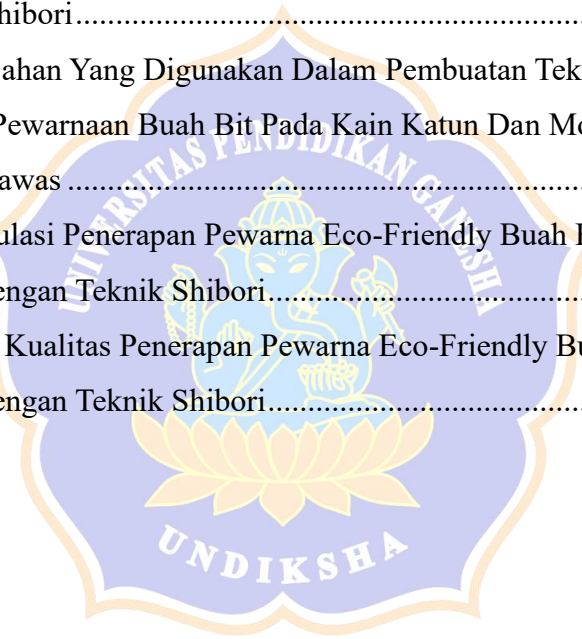 hibori
ahan Yang Digunakan Dalam Pembuatan Tek
Pewarnaan Buah Bit Pada Kain Katun Dan Mo
awas
ulasi Penerapan Pewarna Eco-Friendly Buah B
engan Teknik Shibori
Kualitas Penerapan Pewarna Eco-Friendly Bu
engan Teknik Shibori
UNIVERSITAS PENDIDIKAN GANESHA
UNDIKSHA